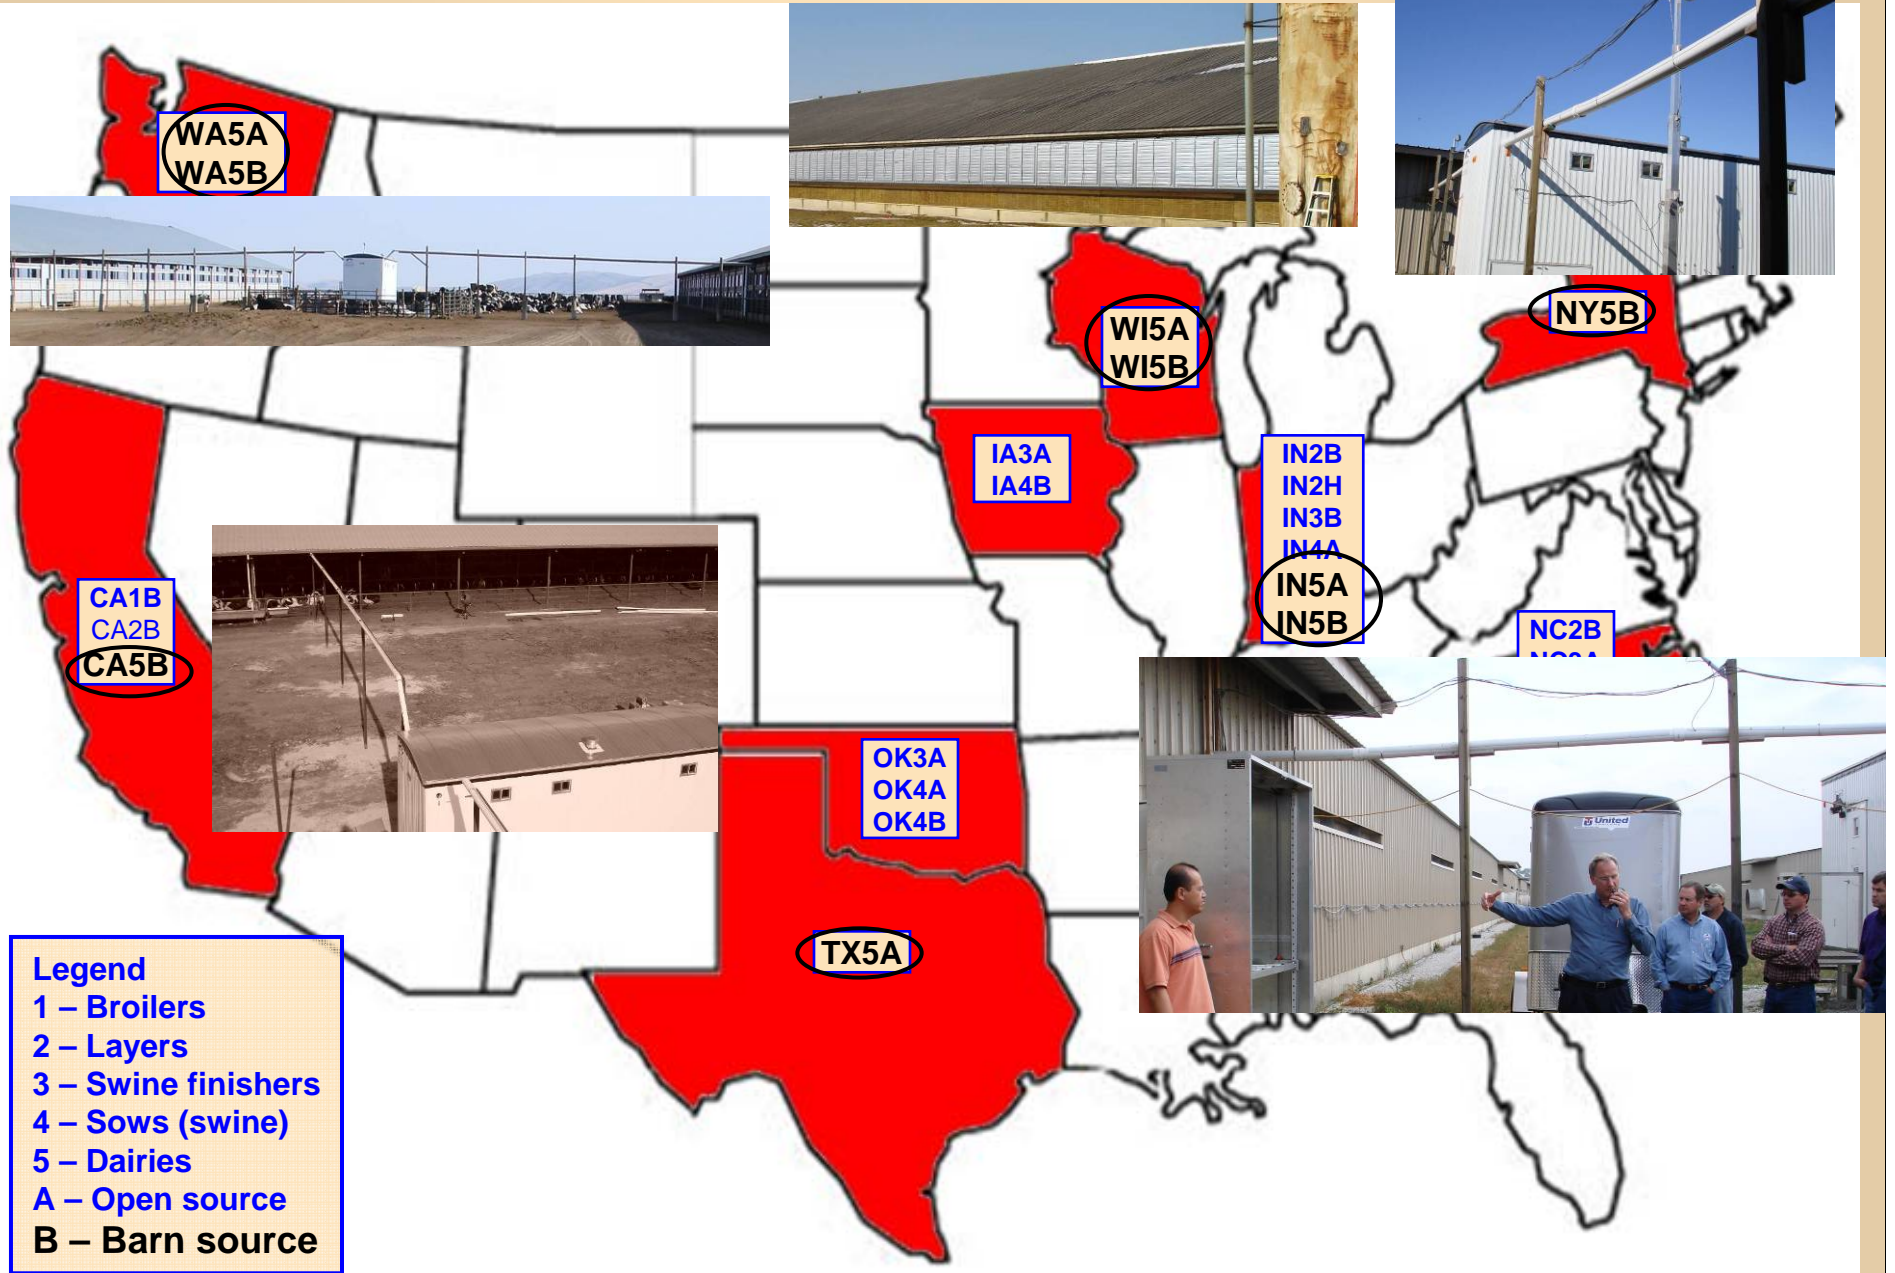 WA5A
WA5B
WI5A
WI5B
NY5B
IA3A
IA4B
IN2B
IN2H
IN3B
IN4A
IN5A
IN5B
CA1B
CA2B
CA5B
NC2B
OK3A
OK4A
OK4B
United
TX5A
Legend
1 – Broilers
2 – Layers
3 – Swine finishers
4 – Sows (swine)
5 – Dairies
A – Open source
B – Barn source